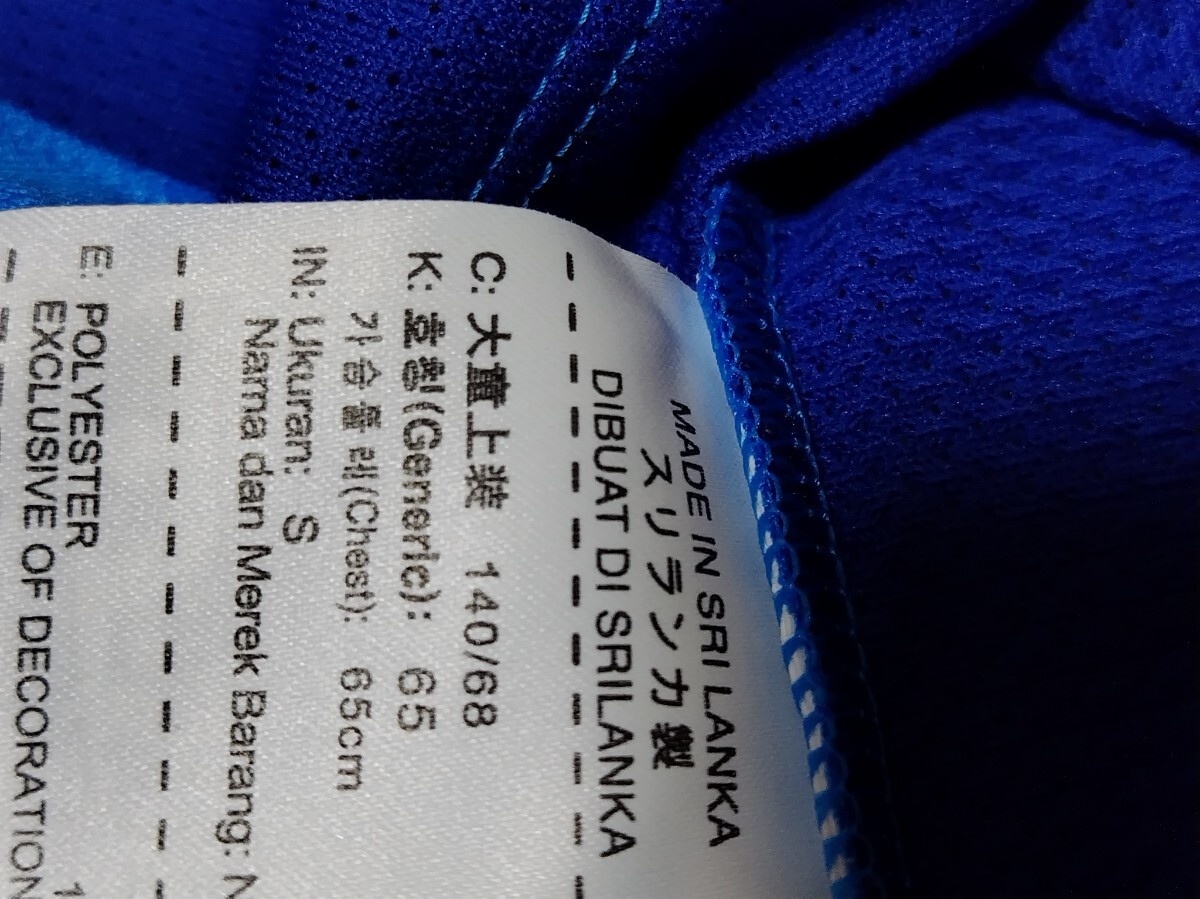 MADE IN SRI LANKA
スリランカ製
DIBUAT DI SRILANKA
C: 大童上装 140/68
K: 호칭(Generic): 65
가슴둘레(Chest): 65cm
IN: Ukuran: S
Nama dan Merek Barang: N
E: POLYESTER
EXCLUSIVE OF DECORATION